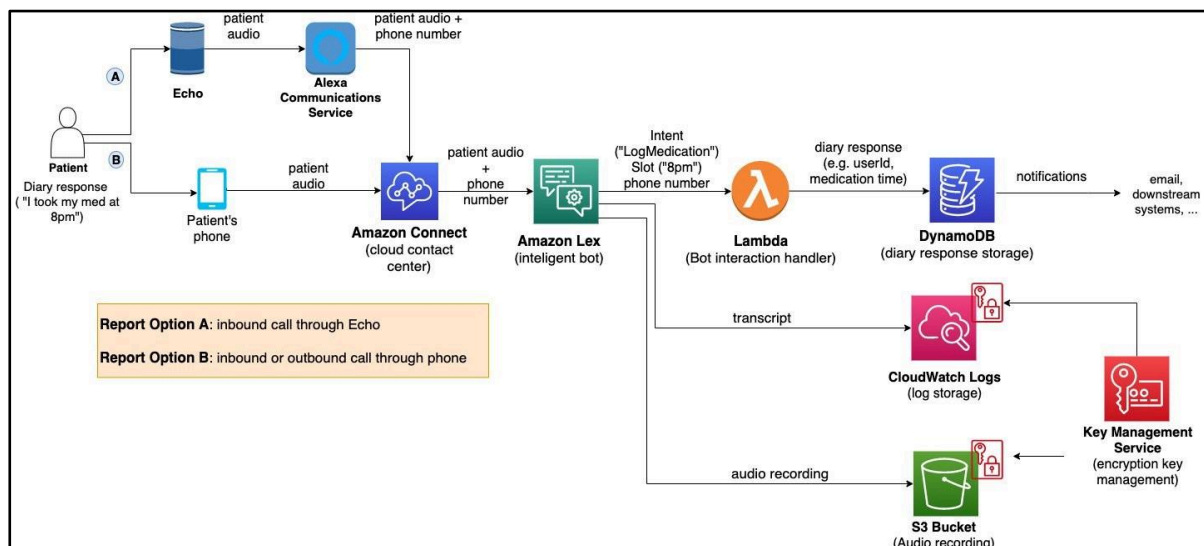 patient
audio
patient audio +
phone number
A
Echo
Alexa
Communications
Service
Patient
Diary response
( "I took my med at
8pm")
B
Patient's
phone
patient
audio
Amazon Connect
(cloud contact
center)
patient audio
+
phone
number
Amazon Lex
(inteligent bot)
Intent
("LogMedication")
Slot ("8pm")
phone number
Lambda
(Bot interaction handler)
diary response
(e.g. userId,
medication time)
DynamoDB
(diary response storage)
notifications
email,
downstream
systems, ...
Report Option A: inbound call through Echo
Report Option B: inbound or outbound call through phone
transcript
CloudWatch Logs
(log storage)
Key Management
Service
(encryption key
management)
audio recording
S3 Bucket
(Audio recording)